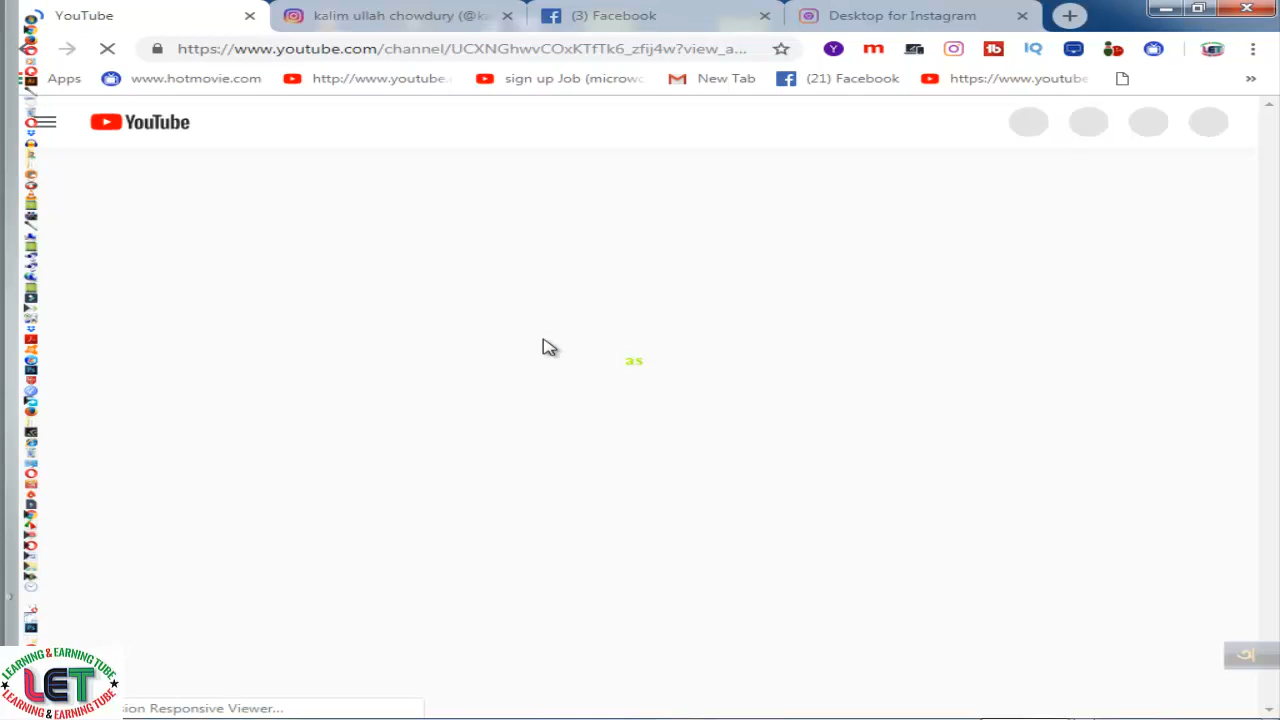 YouTube
kalim ullah chowdury (@ka
(3) Facebook
Desktop for Instagram
https://www.youtube.com/channel/UCXNGhwvCOxKTfTk6_zfij4w?view_a...
Apps
www.hotmovie.com
http://www.youtube.
sign up Job (microwo
New Tab
(21) Facebook
https://www.youtube
»
YouTube
as
অ
LEARNING & EARNING TUBE
LET
LEARNING & EARNING TUBE
ion Responsive Viewer...